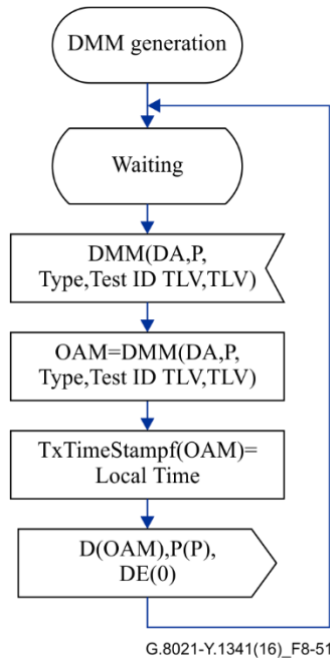 DMM generation
Waiting
DMM(DA,P,
Type,Test ID TLV,TLV)
OAM=DMM(DA,P,
Type,Test ID TLV,TLV)
TxTimeStampf(OAM)=
Local Time
D(OAM),P(P),
DE(0)
G.8021-Y.1341(16)_F8-51